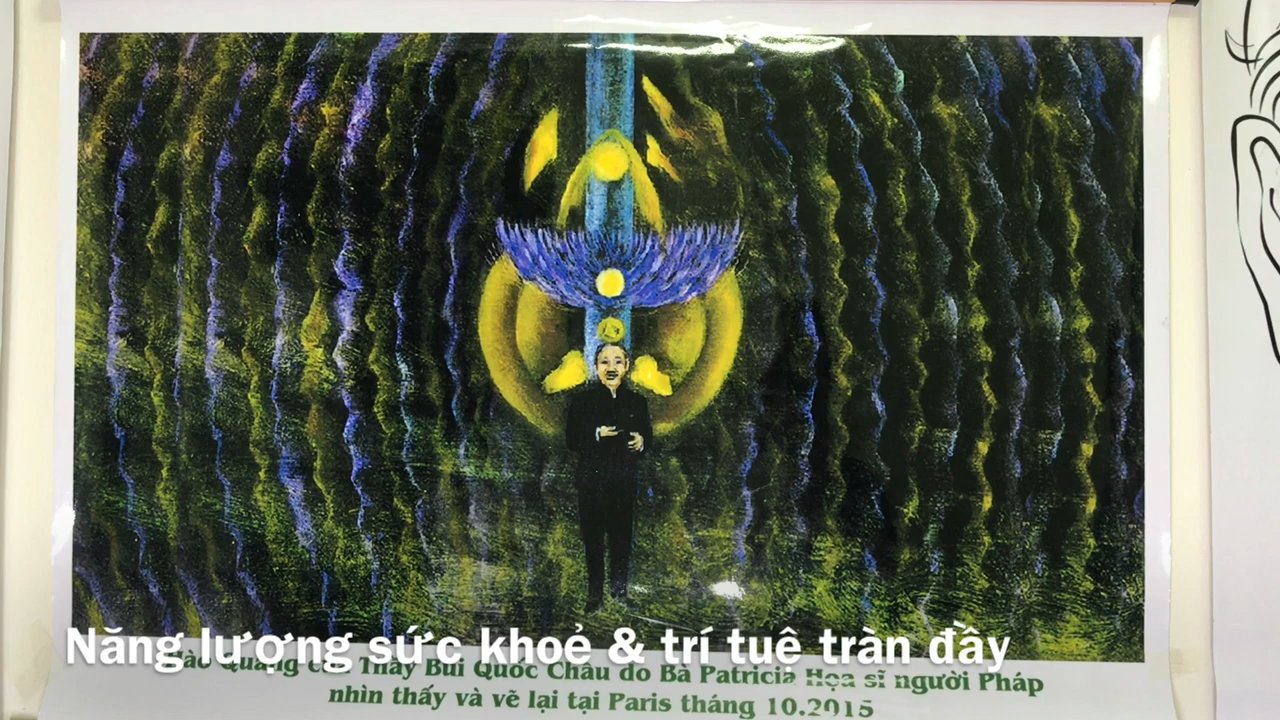 Năng lượng sức khoẻ & trí tuệ tràn đầy
Quang Thầy Bùi Quốc Châu do Bà Patricia Họa sĩ người Pháp
nhìn thấy và vẽ lại tại Paris tháng 10.2015